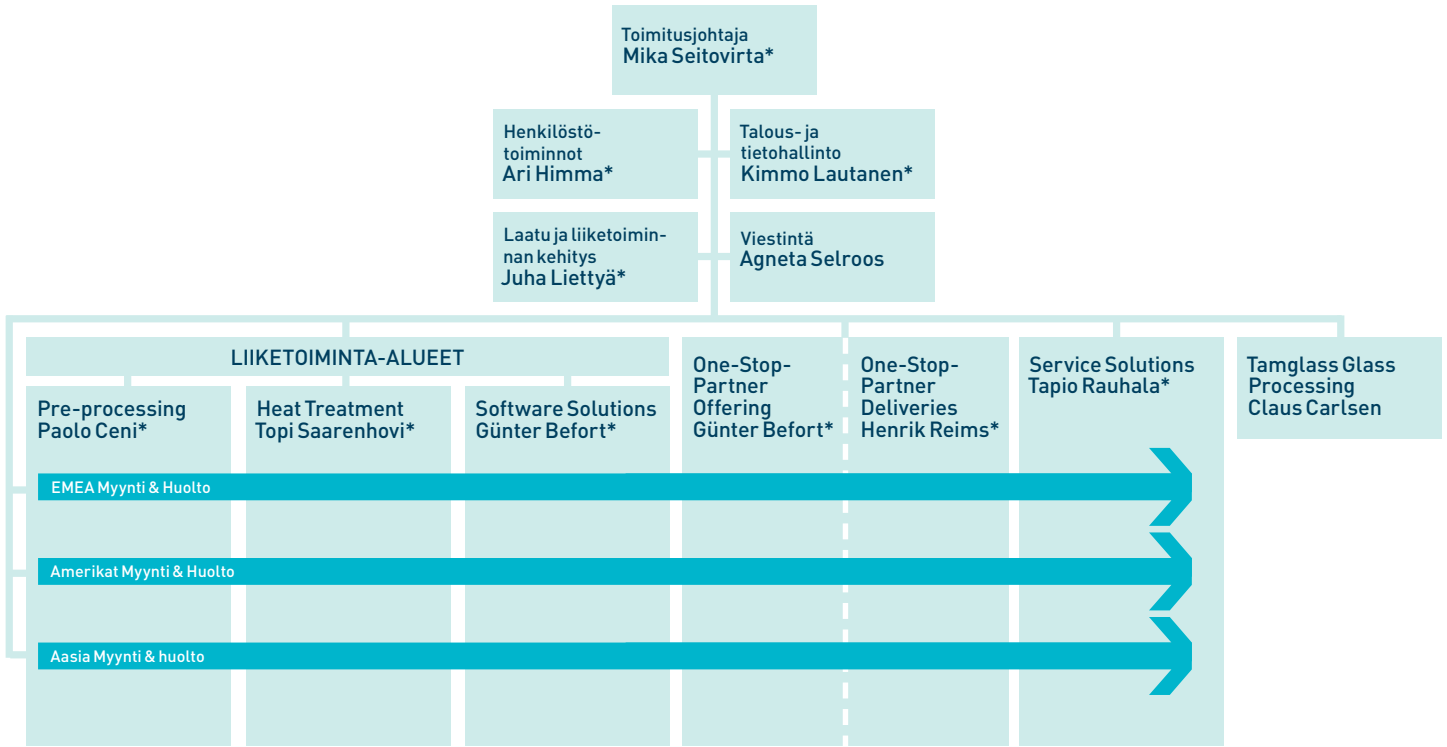 Toimitusjohtaja
Mika Seitovirta*
Henkilöstö-
toiminnot
Ari Himma*
Talous- ja
tietohallinto
Kimmo Lautanen*
Laatu ja liiketoimin-
nan kehitys
Juha Liettyä*
Viestintä
Agneta Selroos
LIIKETOIMINTA-ALUEET
Pre-processing
Paolo Ceni*
Heat Treatment
Topi Saarenhovi*
Software Solutions
Günter Befort*
One-Stop-
Partner
Offering
Günter Befort*
One-Stop-
Partner
Deliveries
Henrik Reims*
Service Solutions
Tapio Rauhala*
Tamglass Glass
Processing
Claus Carlsen
EMEA Myynti & Huolto
Amerikat Myynti & Huolto
Aasia Myynti & huolto